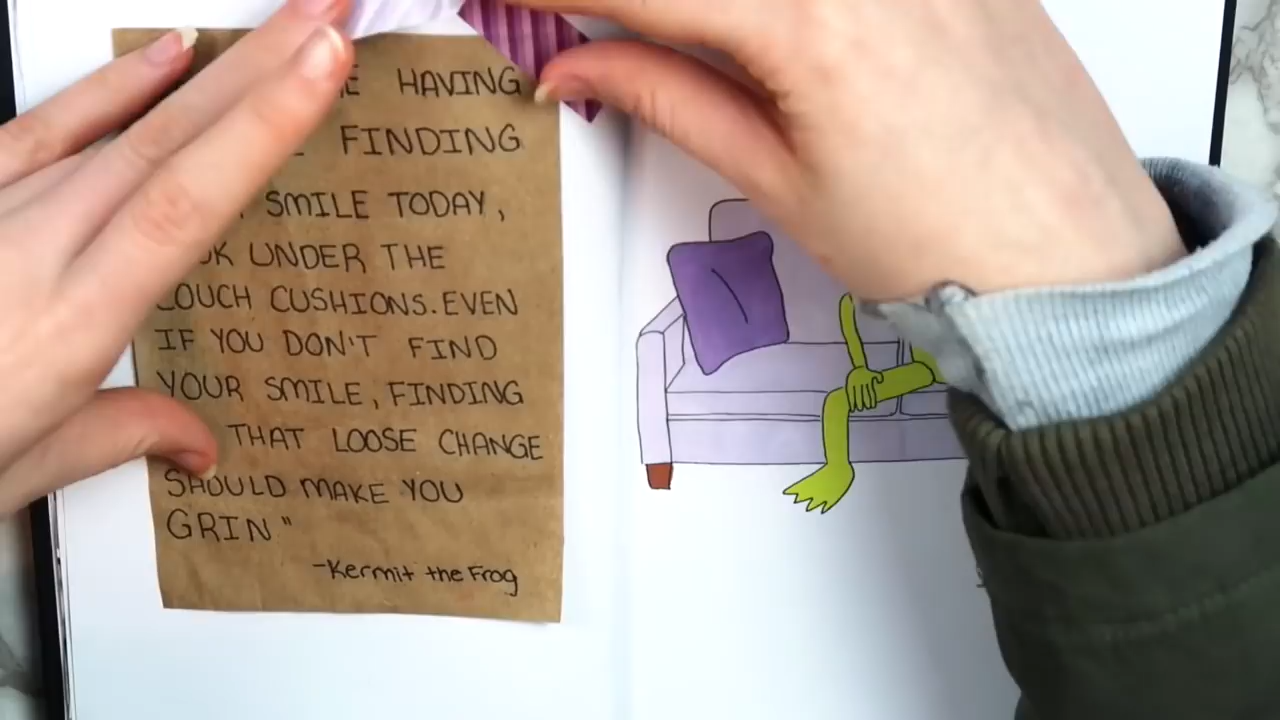 HAVING
FINDING
SMILE TODAY,
UNDER THE
COUCH CUSHIONS. EVEN
IF YOU DON'T FIND
YOUR SMILE, FINDING
THAT LOOSE CHANGE
SHOULD MAKE YOU
GRIN"
-Kermit the Frog